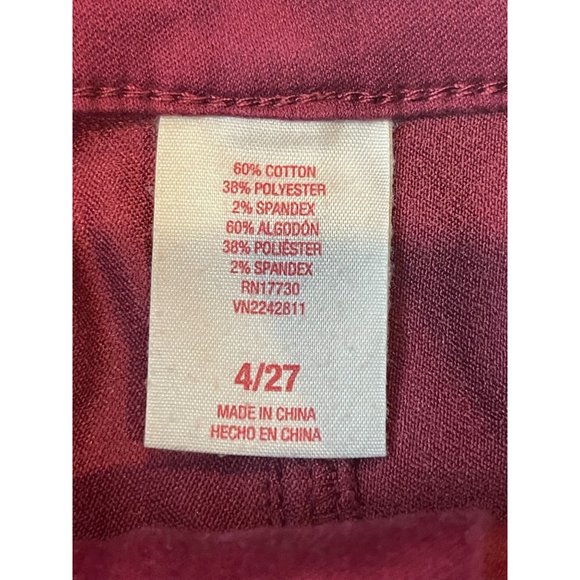 60% COTTON
38% POLYESTER
2% SPANDEX
60% ALGODÓN
38% POLIÉSTER
2% SPANDEX
RN17730
VN2242811
4/27
MADE IN CHINA
HECHO EN CHINA